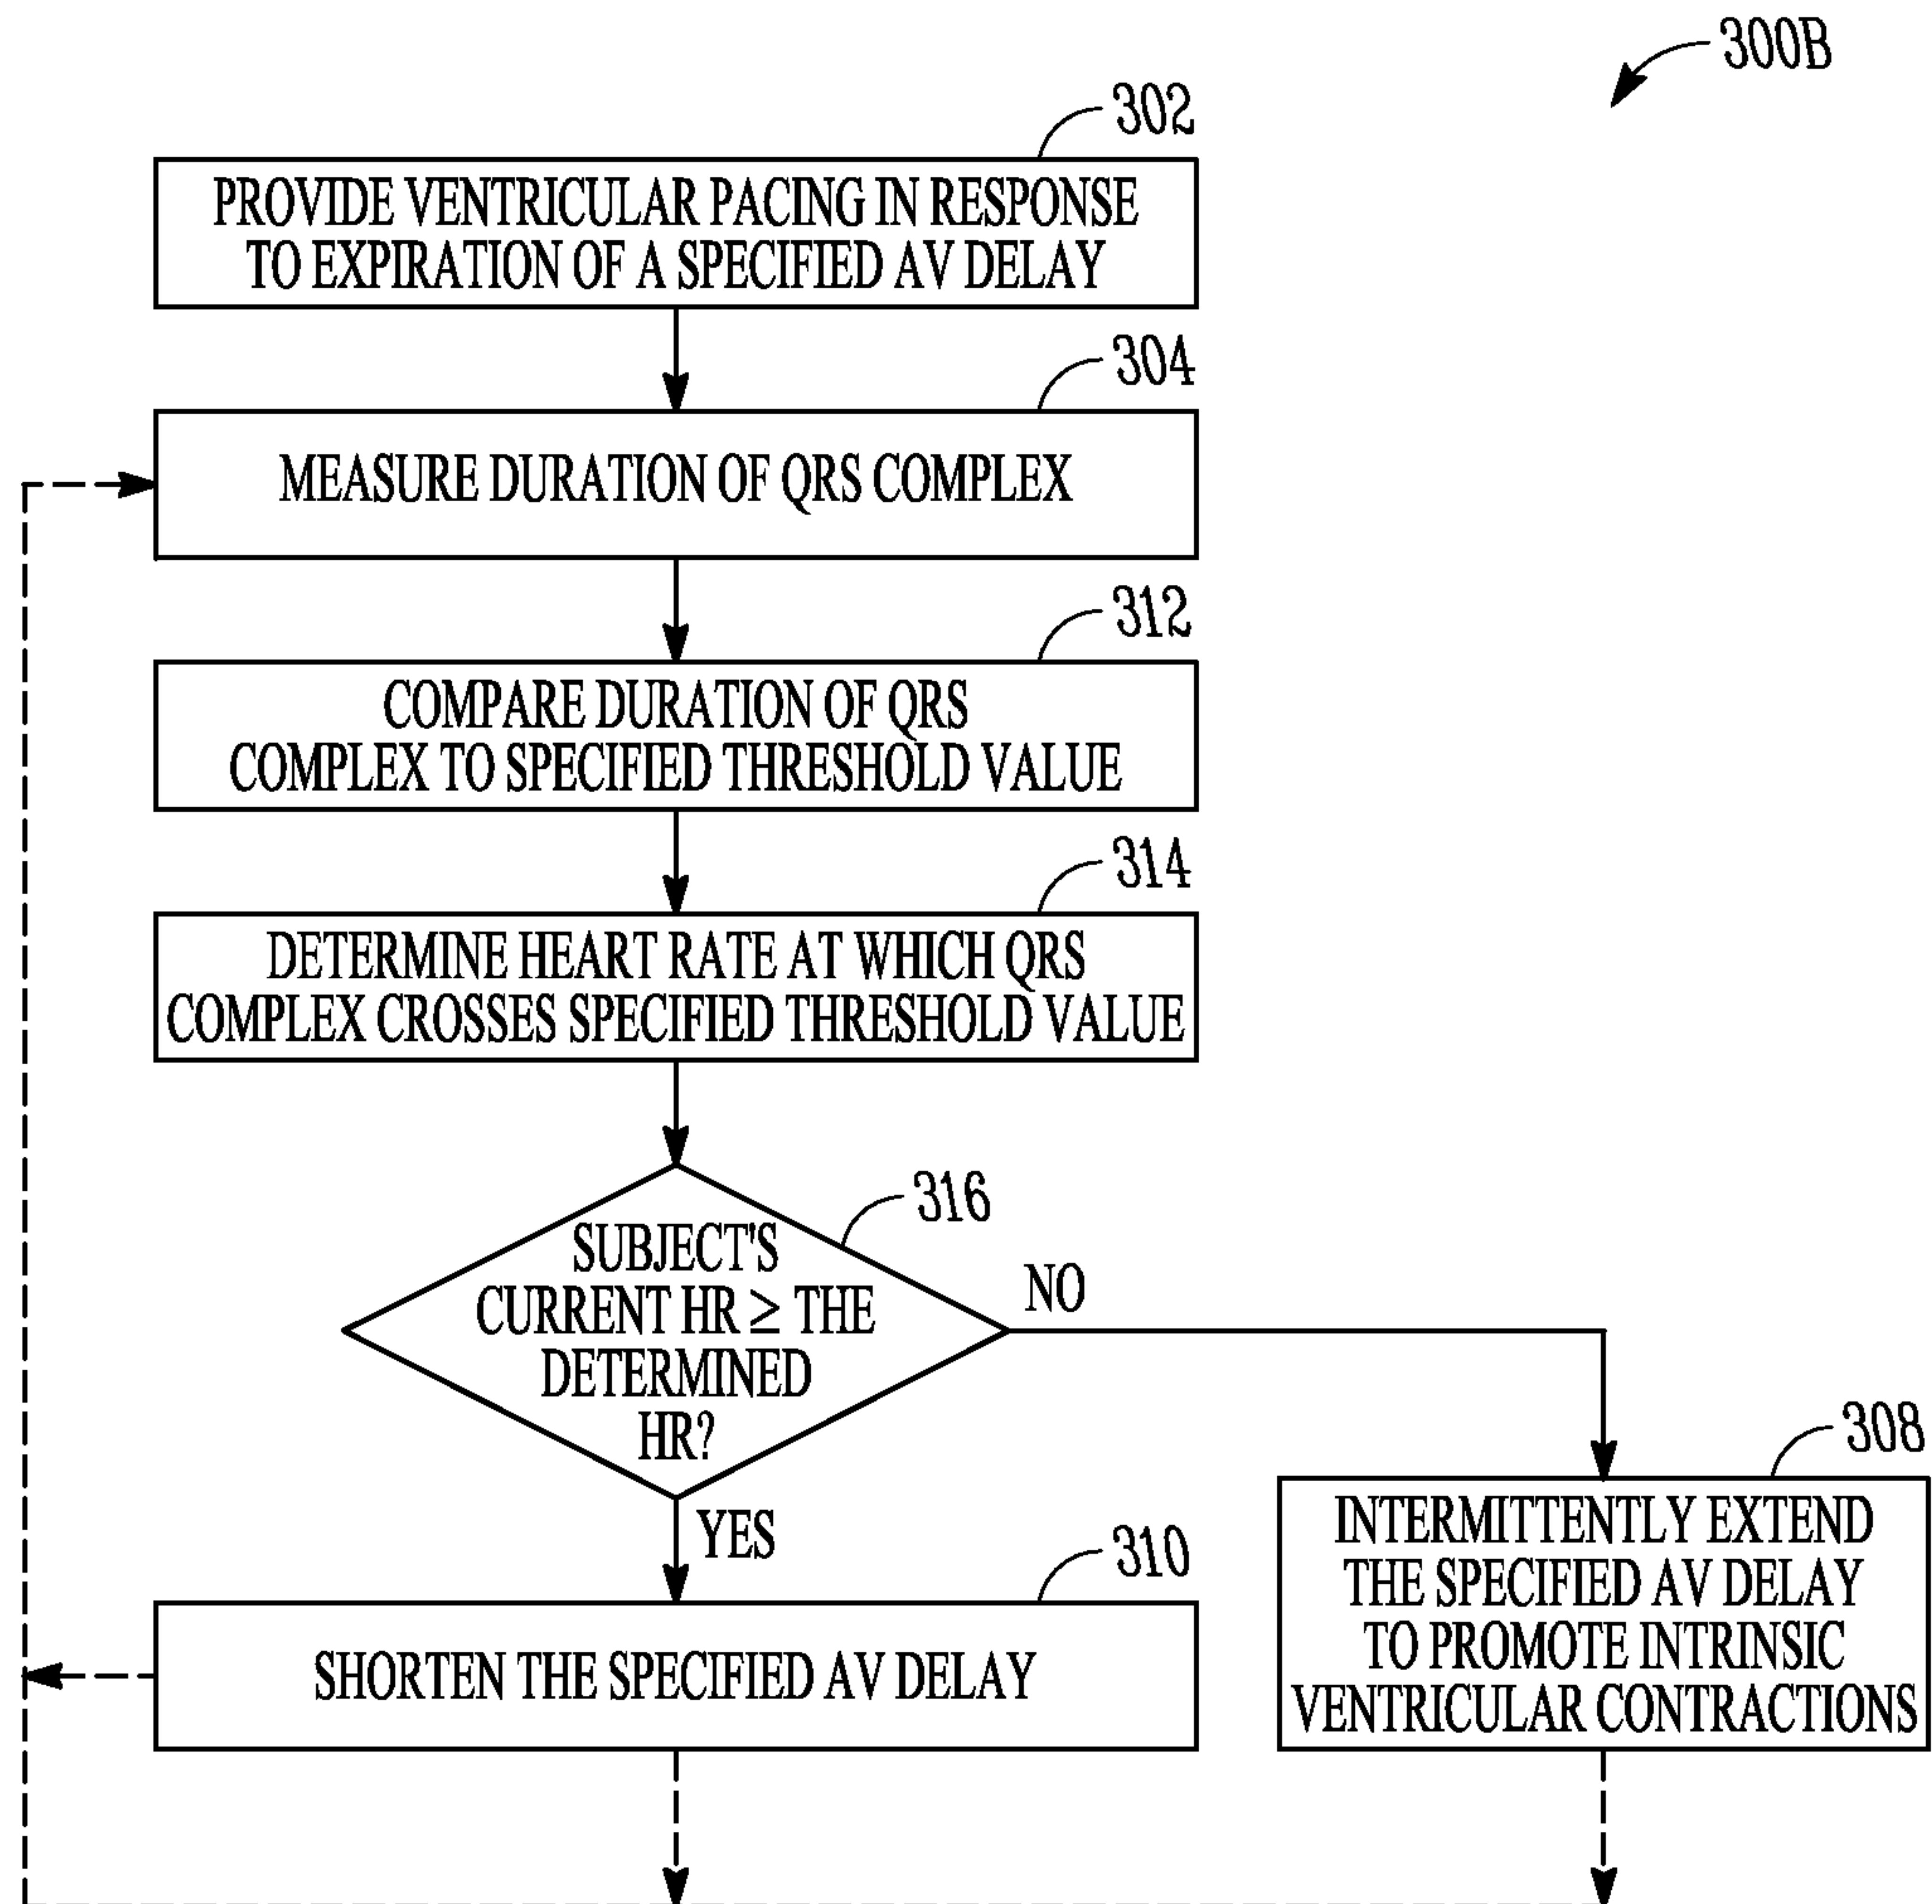 300B
302
PROVIDE VENTRICULAR PACING IN RESPONSE
TO EXPIRATION OF A SPECIFIED AV DELAY
304
MEASURE DURATION OF QRS COMPLEX
312
COMPARE DURATION OF QRS
COMPLEX TO SPECIFIED THRESHOLD VALUE
314
DETERMINE HEART RATE AT WHICH QRS
COMPLEX CROSSES SPECIFIED THRESHOLD VALUE
316
SUBJECT'S
CURRENT HR ≥ THE
DETERMINED
HR?
NO
YES
310
SHORTEN THE SPECIFIED AV DELAY
308
INTERMITTENTLY EXTEND
THE SPECIFIED AV DELAY
TO PROMOTE INTRINSIC
VENTRICULAR CONTRACTIONS